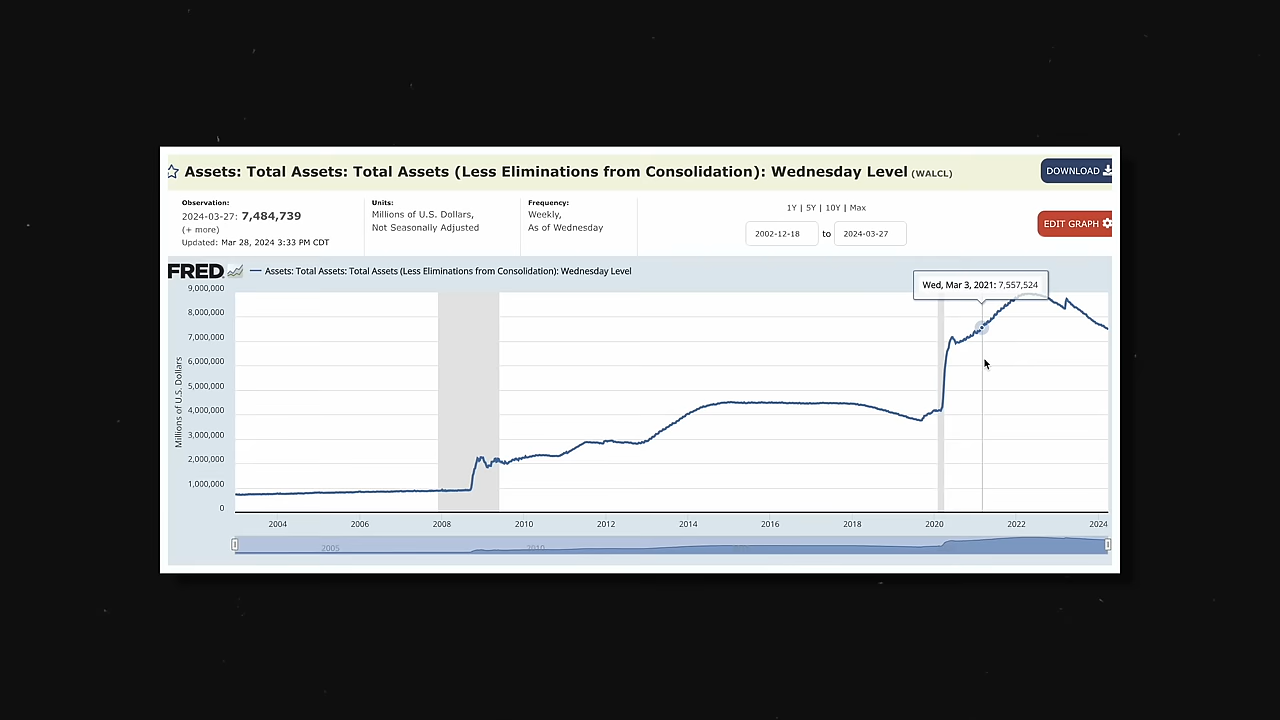 Assets: Total Assets: Total Assets (Less Eliminations from Consolidation): Wednesday Level (WALCL)
DOWNLOAD
Observation:
2024-03-27: 7,484,739
(+ more)
Updated: Mar 28, 2024 3:33 PM CDT
Units:
Millions of U.S. Dollars,
Not Seasonally Adjusted
Frequency:
Weekly,
As of Wednesday
1Y | 5Y | 10Y | Max
2002-12-18 to 2024-03-27
EDIT GRAPH
FRED
Assets: Total Assets: Total Assets (Less Eliminations from Consolidation): Wednesday Level
Wed, Mar 3, 2021: 7,557,524
Millions of U.S. Dollars
9,000,000
8,000,000
7,000,000
6,000,000
5,000,000
4,000,000
3,000,000
2,000,000
1,000,000
0
2004 2006 2008 2010 2012 2014 2016 2018 2020 2022 2024
2005 2010